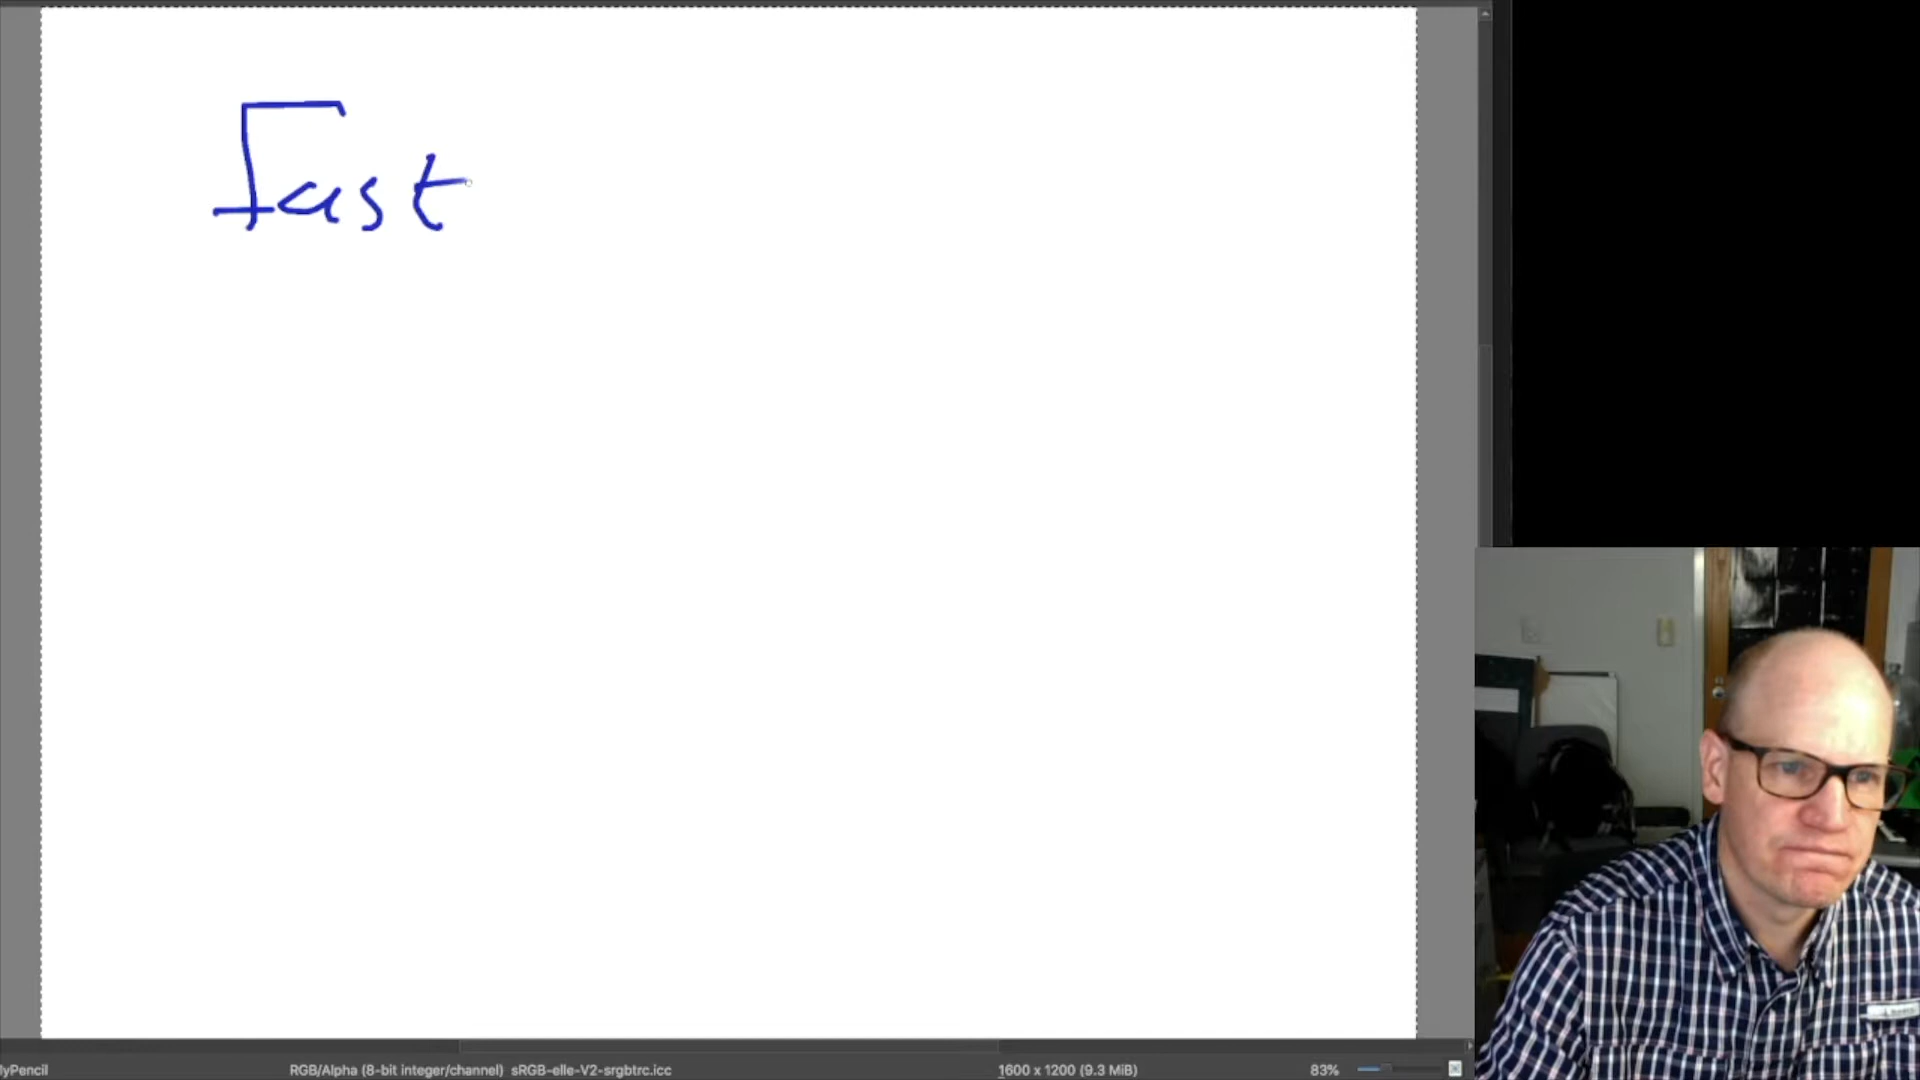 Fast
lyPencil
RGB/Alpha (8-bit integer/channel) sRGB-elle-V2-srgbtrc.icc
1600 x 1200 (9.3 MiB)
83%